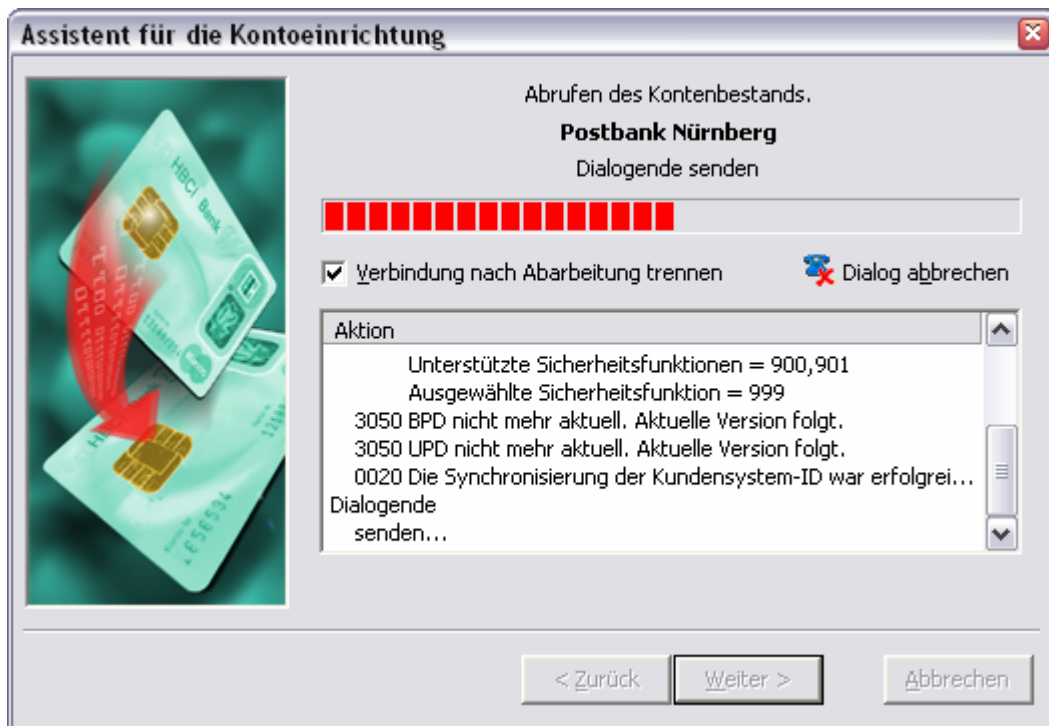 Assistent für die Kontoeinrichtung
HBCI Bank
Abrufen des Kontenbestands.
Postbank Nürnberg
Dialogende senden
Verbindung nach Abarbeitung trennen
Dialog abbrechen
Aktion
Unterstützte Sicherheitsfunktionen = 900,901
Ausgewählte Sicherheitsfunktion = 999
3050 BPD nicht mehr aktuell. Aktuelle Version folgt.
3050 UPD nicht mehr aktuell. Aktuelle Version folgt.
0020 Die Synchronisierung der Kundensystem-ID war erfolgrei...
Dialogende
senden...
< Zurück
Weiter >
Abbrechen